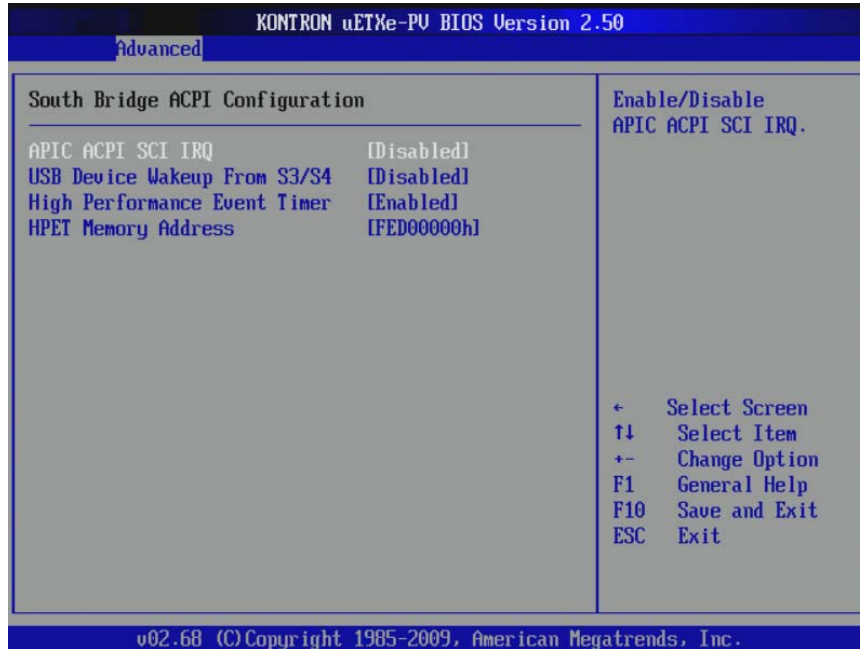 KONTRON uETXe-PV BIOS Version 2.50
Advanced
South Bridge ACPI Configuration
APIC ACPI SCI IRQ [Disabled]
USB Device Wakeup From S3/S4 [Disabled]
High Performance Event Timer [Enabled]
HPET Memory Address [FED00000h]
Enable/Disable
APIC ACPI SCI IRQ.
← Select Screen
↑↓ Select Item
+- Change Option
F1 General Help
F10 Save and Exit
ESC Exit
v02.68 (C)Copyright 1985-2009, American Megatrends, Inc.